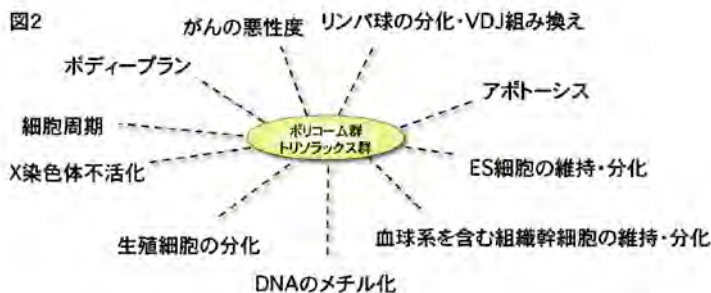 図2
がんの悪性度
リンパ球の分化・VDJ組み換え
ボディープラン
アポトーシス
細胞周期
ポリコーム群
トリソラックス群
X染色体不活化
ES細胞の維持・分化
生殖細胞の分化
血球系を含む組織幹細胞の維持・分化
DNAのメチル化